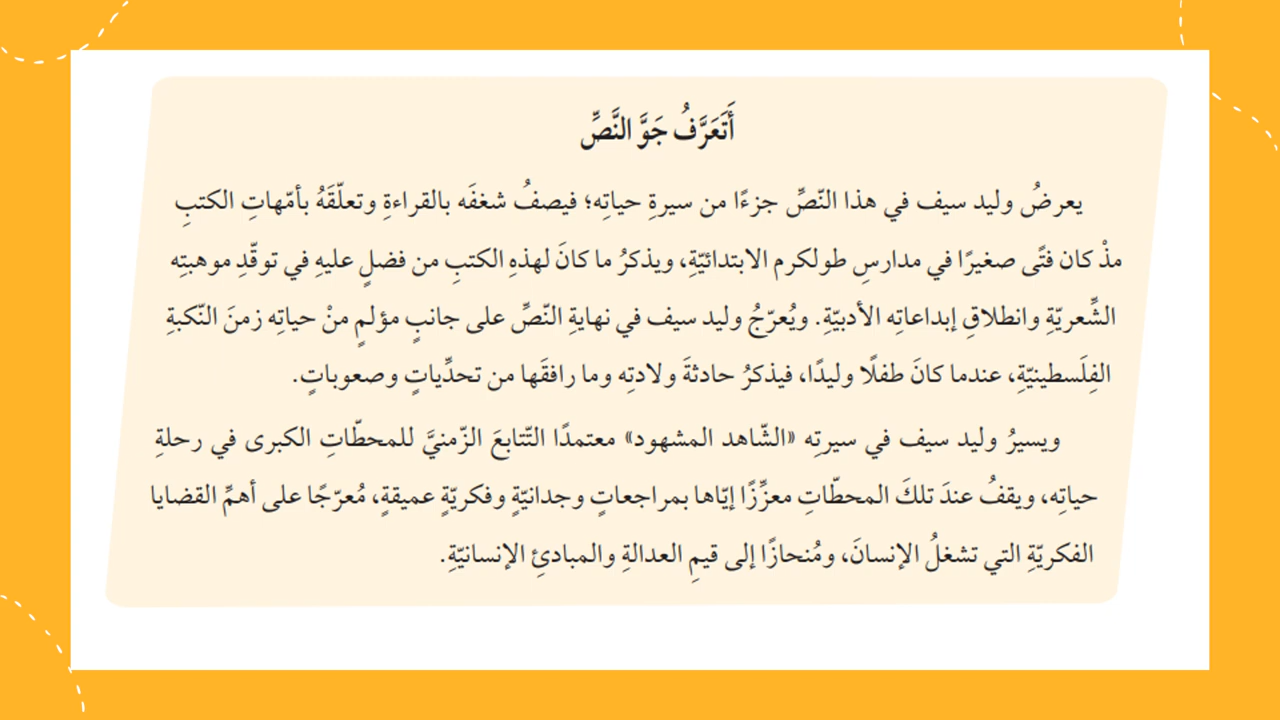 أَتَعَرَّفُ جَوَّ النَّصِّ
يعرضُ وليد سيف في هذا النّصِّ جزءًا من سيرةِ حياتِه؛ فيصفُ شغفَه بالقراءةِ وتعلّقَهُ بأمّهاتِ الكتبِ
مذْ كان فتًى صغيرًا في مدارسِ طولكرم الابتدائيّةِ، ويذكرُ ما كانَ لهذهِ الكتبِ من فضلٍ عليهِ في توقّدِ موهبتِه
الشِّعريّةِ وانطلاقِ إبداعاتِه الأدبيّةِ. ويُعرّجُ وليد سيف في نهايةِ النّصِّ على جانبٍ مؤلمٍ منْ حياتِه زمنَ النّكبةِ
الفِلَسطينيّةِ، عندما كانَ طفلًا وليدًا، فيذكرُ حادثةَ ولادتِه وما رافقَها من تحدِّياتٍ وصعوباتٍ.
ويسيرُ وليد سيف في سيرتِه «الشّاهد المشهود» معتمدًا التّتابعَ الزّمنيَّ للمحطّاتِ الكبرى في رحلةِ
حياتِه، ويقفُ عندَ تلكَ المحطّاتِ معزِّزًا إيّاها بمراجعاتٍ وجدانيّةٍ وفكريّةٍ عميقةٍ، مُعرّجًا على أهمِّ القضايا
الفكريّةِ التي تشغلُ الإنسانَ، ومُنحازًا إلى قيمِ العدالةِ والمبادئِ الإنسانيّةِ.